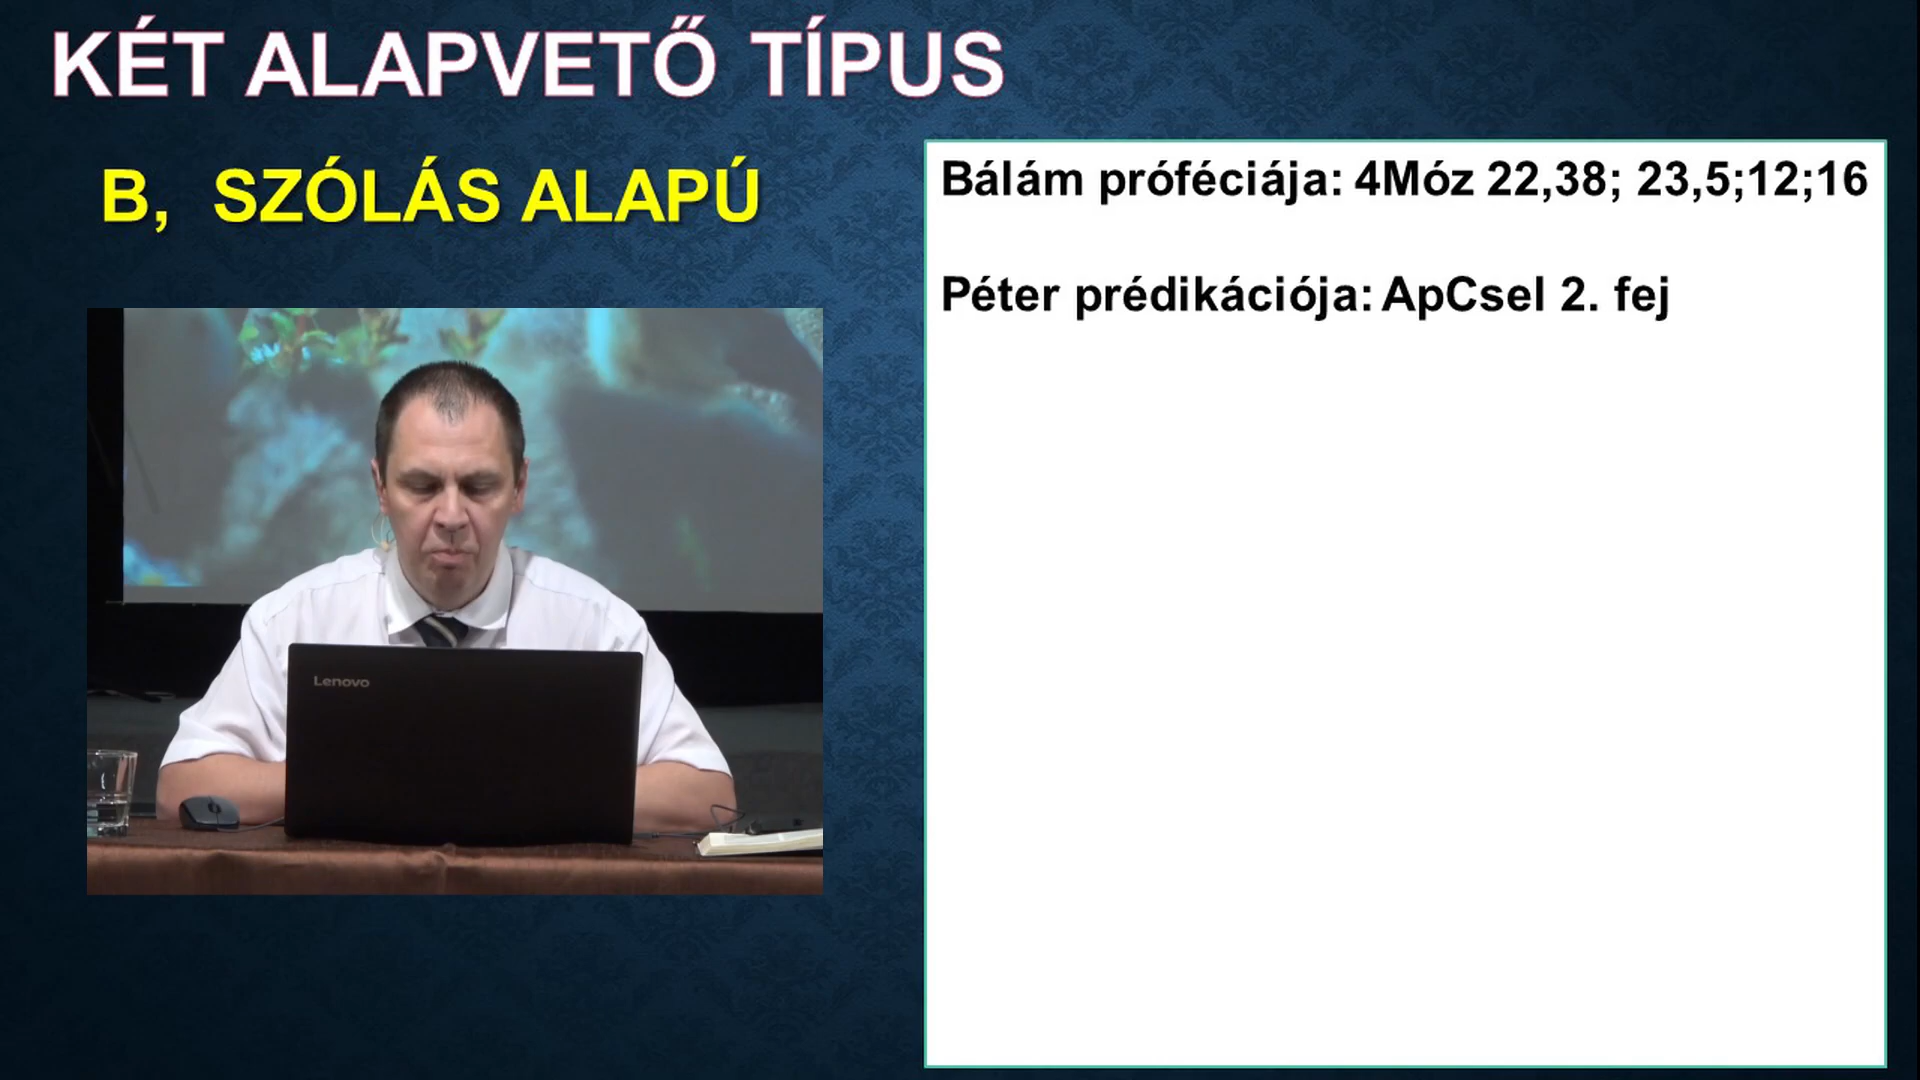 KÉT ALAPVETŐ TÍPUS
B, SZÓLÁS ALAPÚ
Bálám próféciája: 4Móz 22,38; 23,5;12;16
Péter prédikációja: ApCsel 2. fej
Lenovo